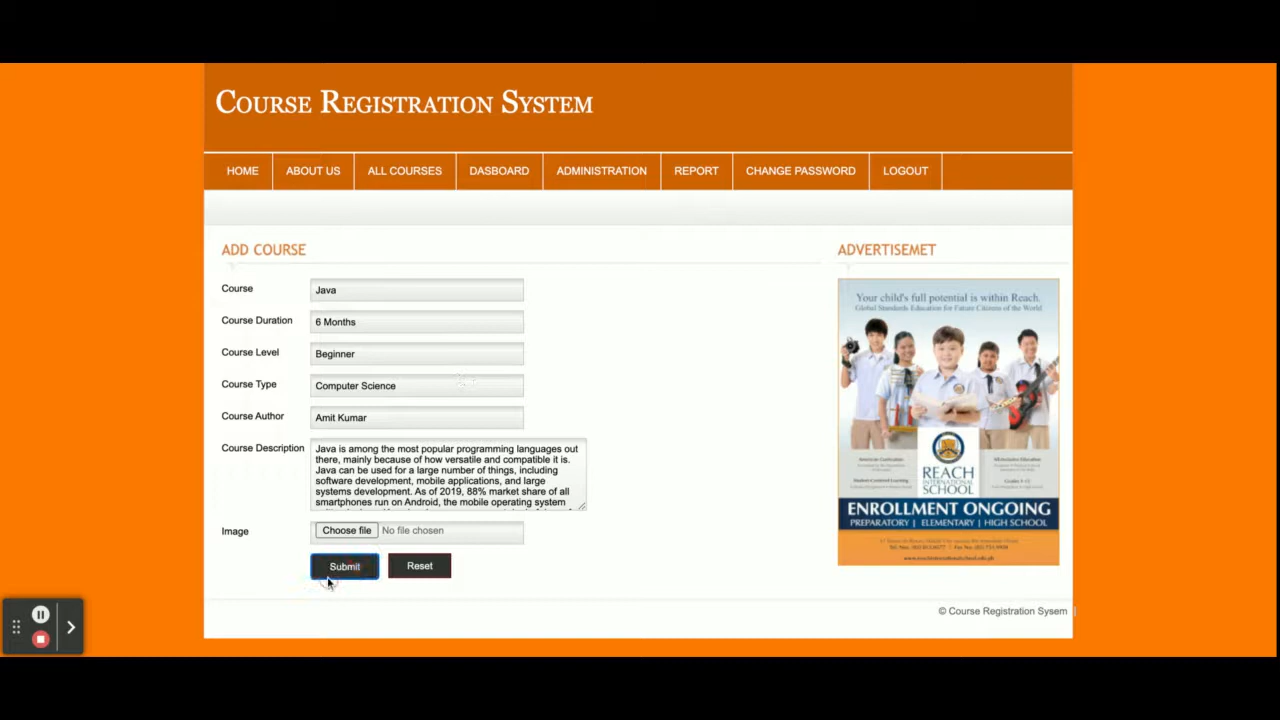 Course Registration System
HOME ABOUT US ALL COURSES DASBOARD ADMINISTRATION REPORT CHANGE PASSWORD LOGOUT
ADD COURSE
Course Java
Course Duration 6 Months
Course Level Beginner
Course Type Computer Science
Course Author Amit Kumar
Course Description Java is among the most popular programming languages out
there, mainly because of how versatile and compatible it is.
Java can be used for a large number of things, including
software development, mobile applications, and large
systems development. As of 2019, 88% market share of all
smartphones run on Android, the mobile operating system
Image Choose file No file chosen
Submit Reset
ADVERTISEMET
Your child's full potential is within Reach.
Global Standards Education for Future Citizens of the World
REACH
INTERNATIONAL
SCHOOL
ENROLLMENT ONGOING
PREPARATORY | ELEMENTARY | HIGH SCHOOL
© Course Registration Sysem